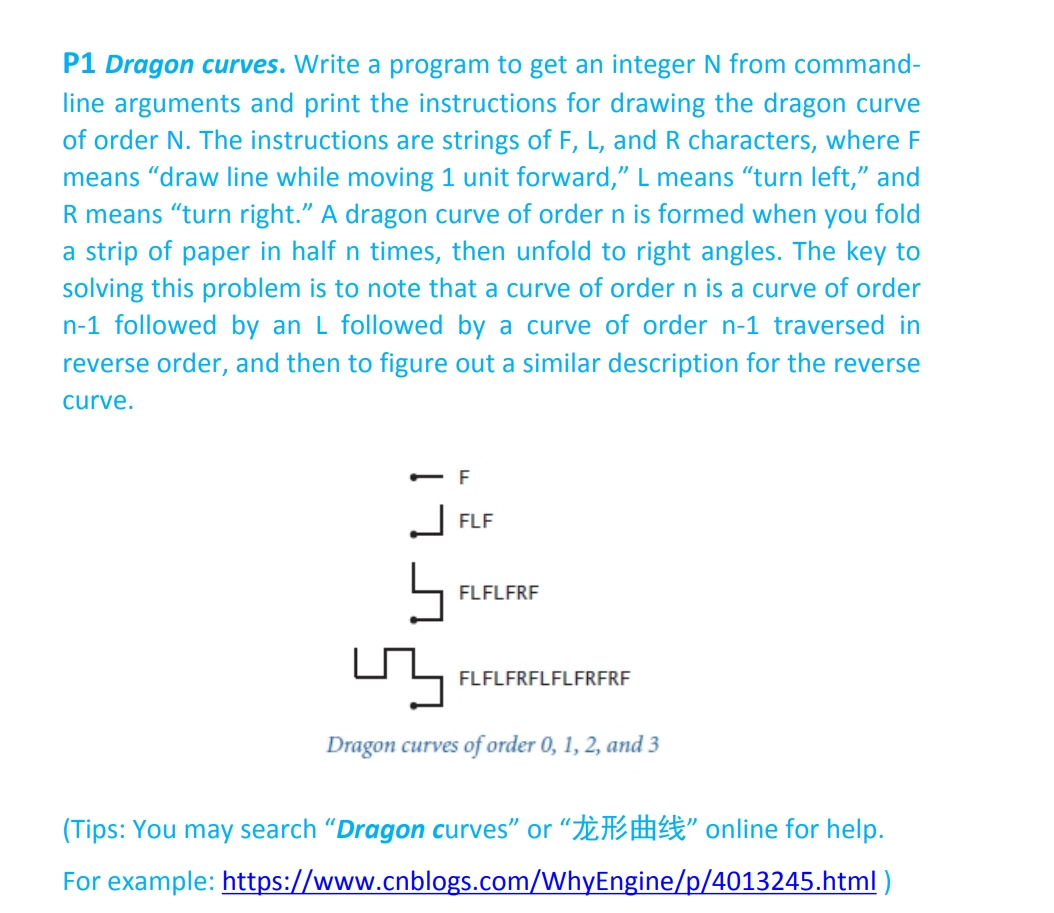 P1 Dragon curves. Write a program to get an integer N from command-
line arguments and print the instructions for drawing the dragon curve
of order N. The instructions are strings of F, L, and R characters, where F
means “draw line while moving 1 unit forward,” L means “turn left,” and
R means “turn right.” A dragon curve of order n is formed when you fold
a strip of paper in half n times, then unfold to right angles. The key to
solving this problem is to note that a curve of order n is a curve of order
n-1 followed by an L followed by a curve of order n-1 traversed in
reverse order, and then to figure out a similar description for the reverse
curve.
F
FLF
FLFLFRF
FLFLFRFLFLFRFRF
Dragon curves of order 0, 1, 2, and 3
(Tips: You may search “Dragon curves” or “龙形曲线” online for help.
For example: https://www.cnblogs.com/WhyEngine/p/4013245.html )